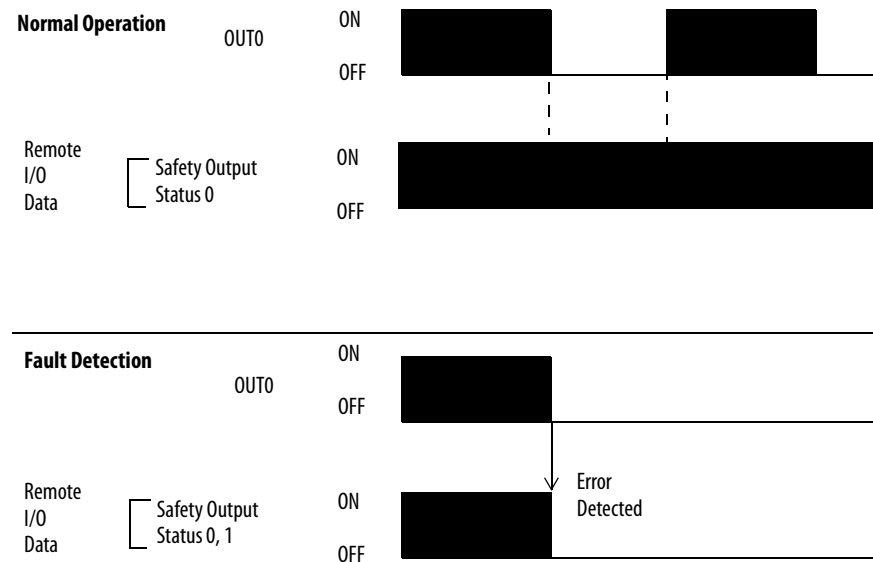 Normal Operation
OUT0
ON
OFF
Remote
I/O
Data
Safety Output
Status 0
ON
OFF
Fault Detection
OUT0
ON
OFF
Remote
I/O
Data
Safety Output
Status 0, 1
ON
OFF
Error
Detected